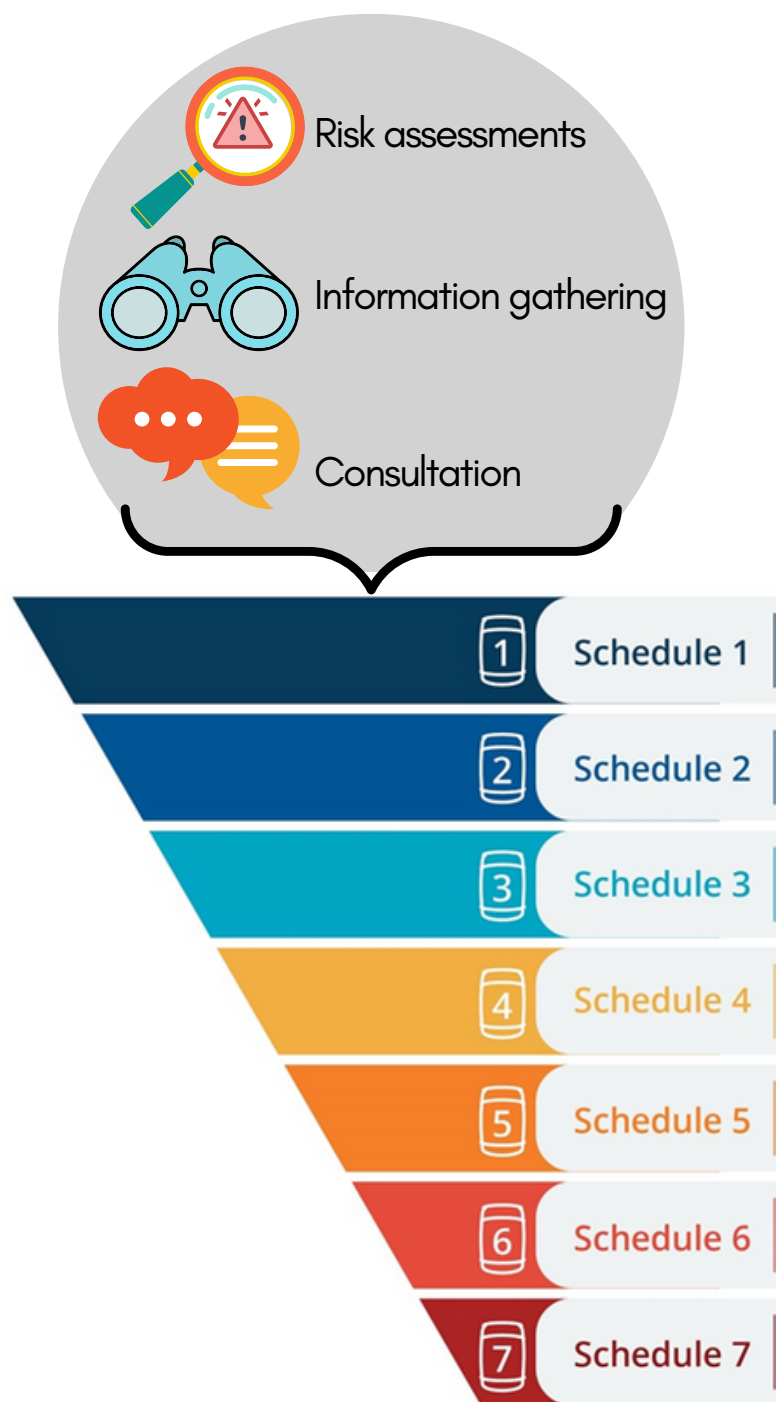 Risk assessments
Information gathering
Consultation
1 Schedule 1
2 Schedule 2
3 Schedule 3
4 Schedule 4
5 Schedule 5
6 Schedule 6
7 Schedule 7